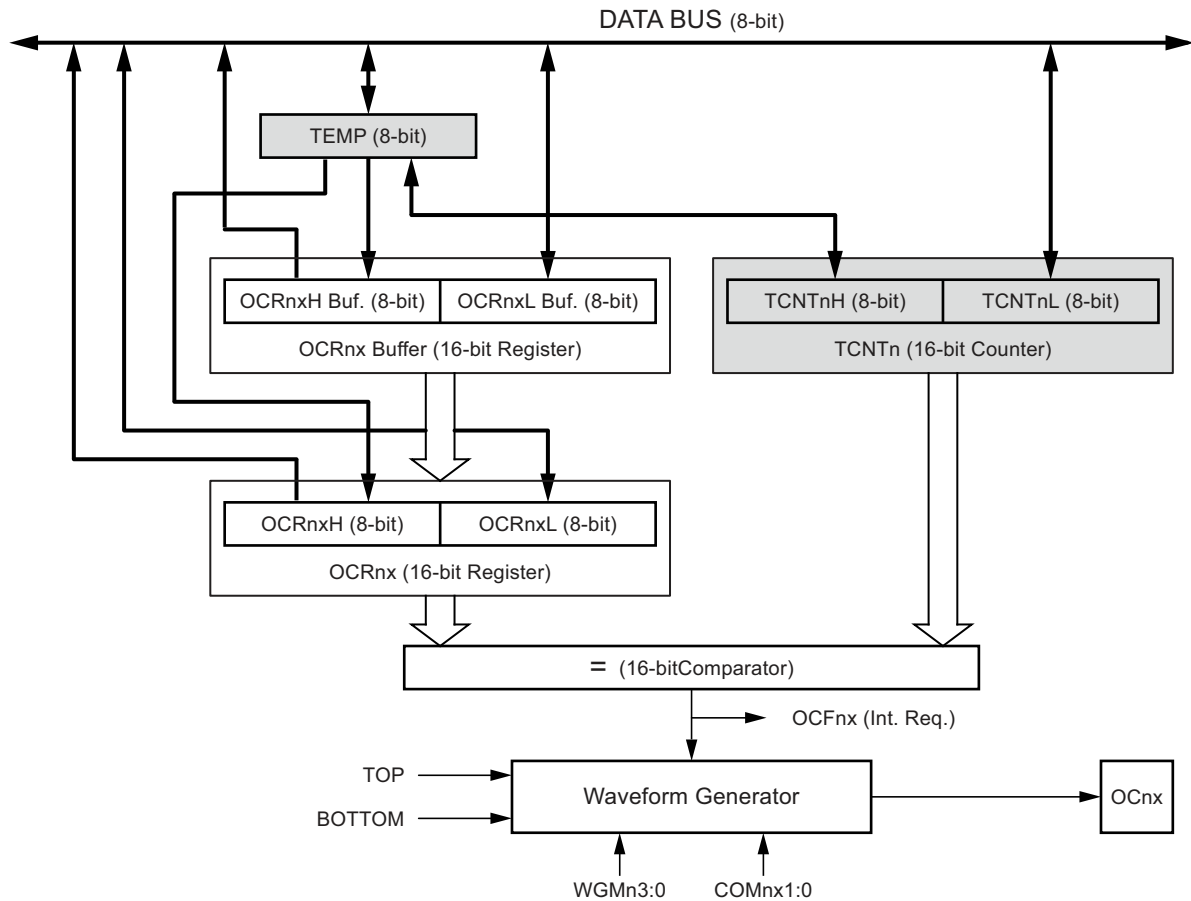 DATA BUS (8-bit)
TEMP (8-bit)
OCRnxH Buf. (8-bit)
OCRnxL Buf. (8-bit)
TCNTnH (8-bit)
TCNTnL (8-bit)
OCRnx Buffer (16-bit Register)
TCNTn (16-bit Counter)
OCRnxH (8-bit)
OCRnxL (8-bit)
OCRnx (16-bit Register)
= (16-bitComparator)
OCFnx (Int. Req.)
TOP
Waveform Generator
OCnx
BOTTOM
WGMn3:0
COMnx1:0